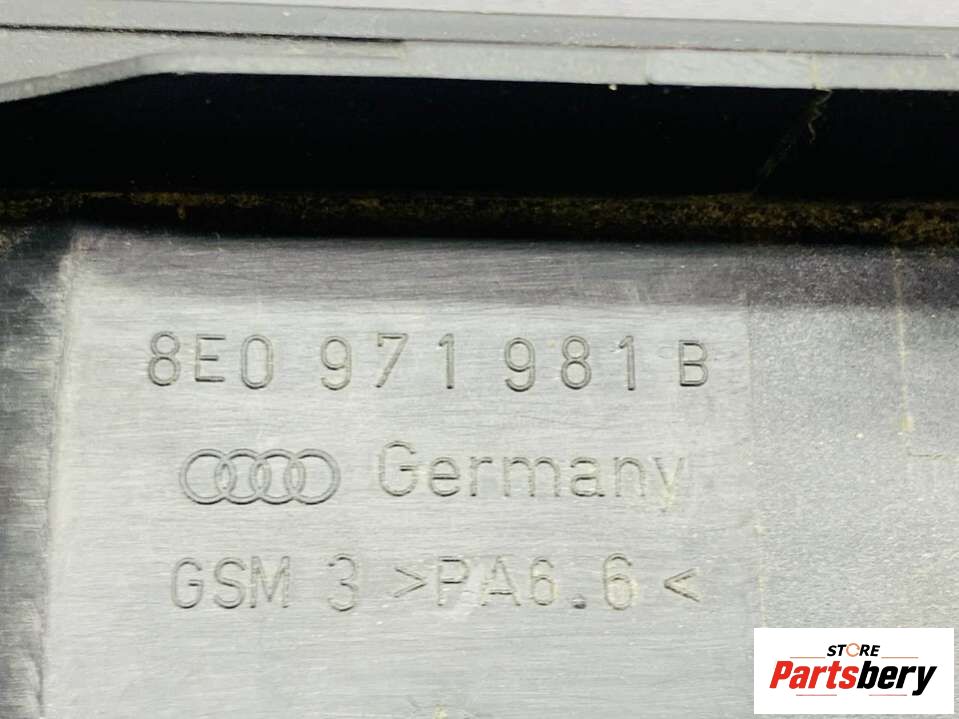 8E0 971 981 B
Germany
GSM 3 >PA6.6<
STORE
Partsbery